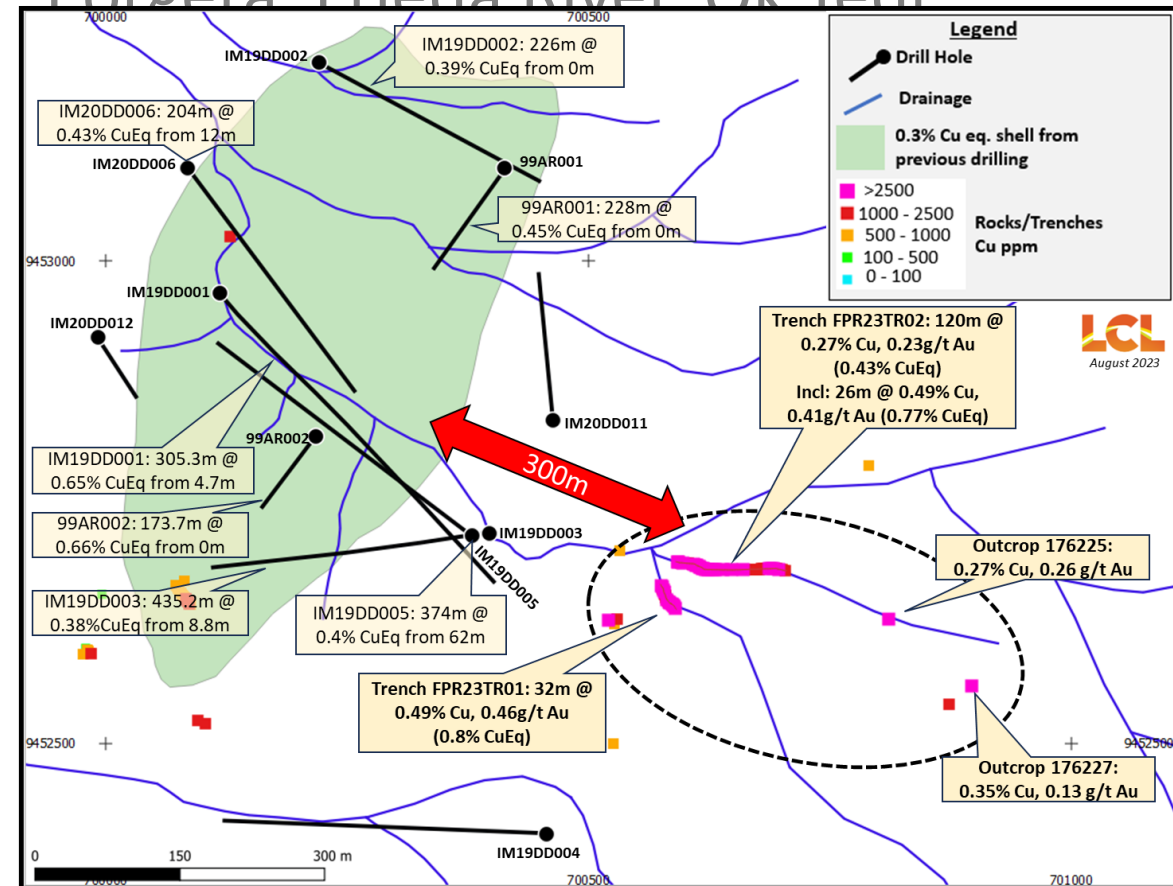 Porgera, Frieda River, Ok Tedi
700000
700500
Legend
Drill Hole
Drainage
0.3% Cu eq. shell from
previous drilling
>2500
1000 - 2500
500 - 1000
100 - 500
0 - 100
Rocks/Trenches
Cu ppm
IM19DD002
IM19DD002: 226m @
0.39% CuEq from 0m
IM20DD006: 204m @
0.43% CuEq from 12m
IM20DD006
99AR001
99AR001: 228m @
0.45% CuEq from 0m
9453000
IM19DD001
IM20DD012
LCL
August 2023
Trench FPR23TR02: 120m @
0.27% Cu, 0.23g/t Au
(0.43% CuEq)
Incl: 26m @ 0.49% Cu,
0.41g/t Au (0.77% CuEq)
IM20DD011
99AR002
300m
IM19DD001: 305.3m @
0.65% CuEq from 4.7m
99AR002: 173.7m @
0.66% CuEq from 0m
IM19DD003
IM19DD005
IM19DD003: 435.2m @
0.38%CuEq from 8.8m
IM19DD005: 374m @
0.4% CuEq from 62m
Outcrop 176225:
0.27% Cu, 0.26 g/t Au
Trench FPR23TR01: 32m @
0.49% Cu, 0.46g/t Au
(0.8% CuEq)
9452500
9452500
Outcrop 176227:
0.35% Cu, 0.13 g/t Au
IM19DD004
0 150 300 m
700000
700500
701000